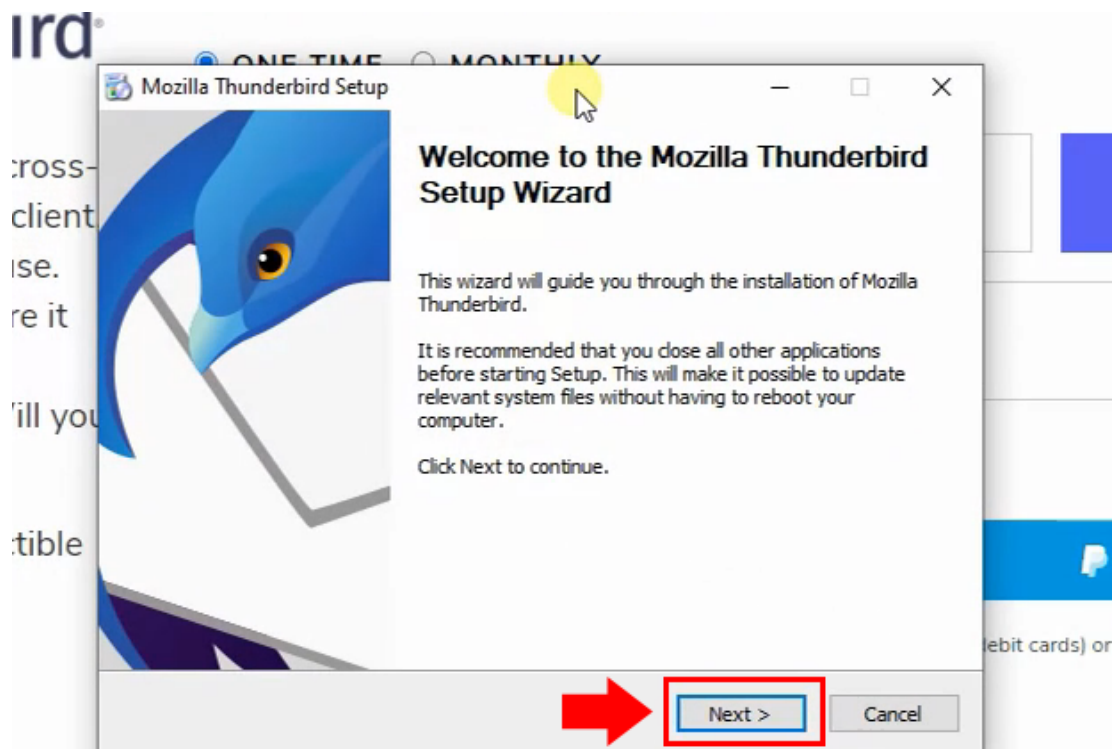 ird®
ONE TIME MONTHLY
Mozilla Thunderbird Setup
Welcome to the Mozilla Thunderbird
Setup Wizard
cross-
client
use.
re it
ill you
tible
This wizard will guide you through the installation of Mozilla
Thunderbird.
It is recommended that you close all other applications
before starting Setup. This will make it possible to update
relevant system files without having to reboot your
computer.
Click Next to continue.
debit cards) or
Next >
Cancel